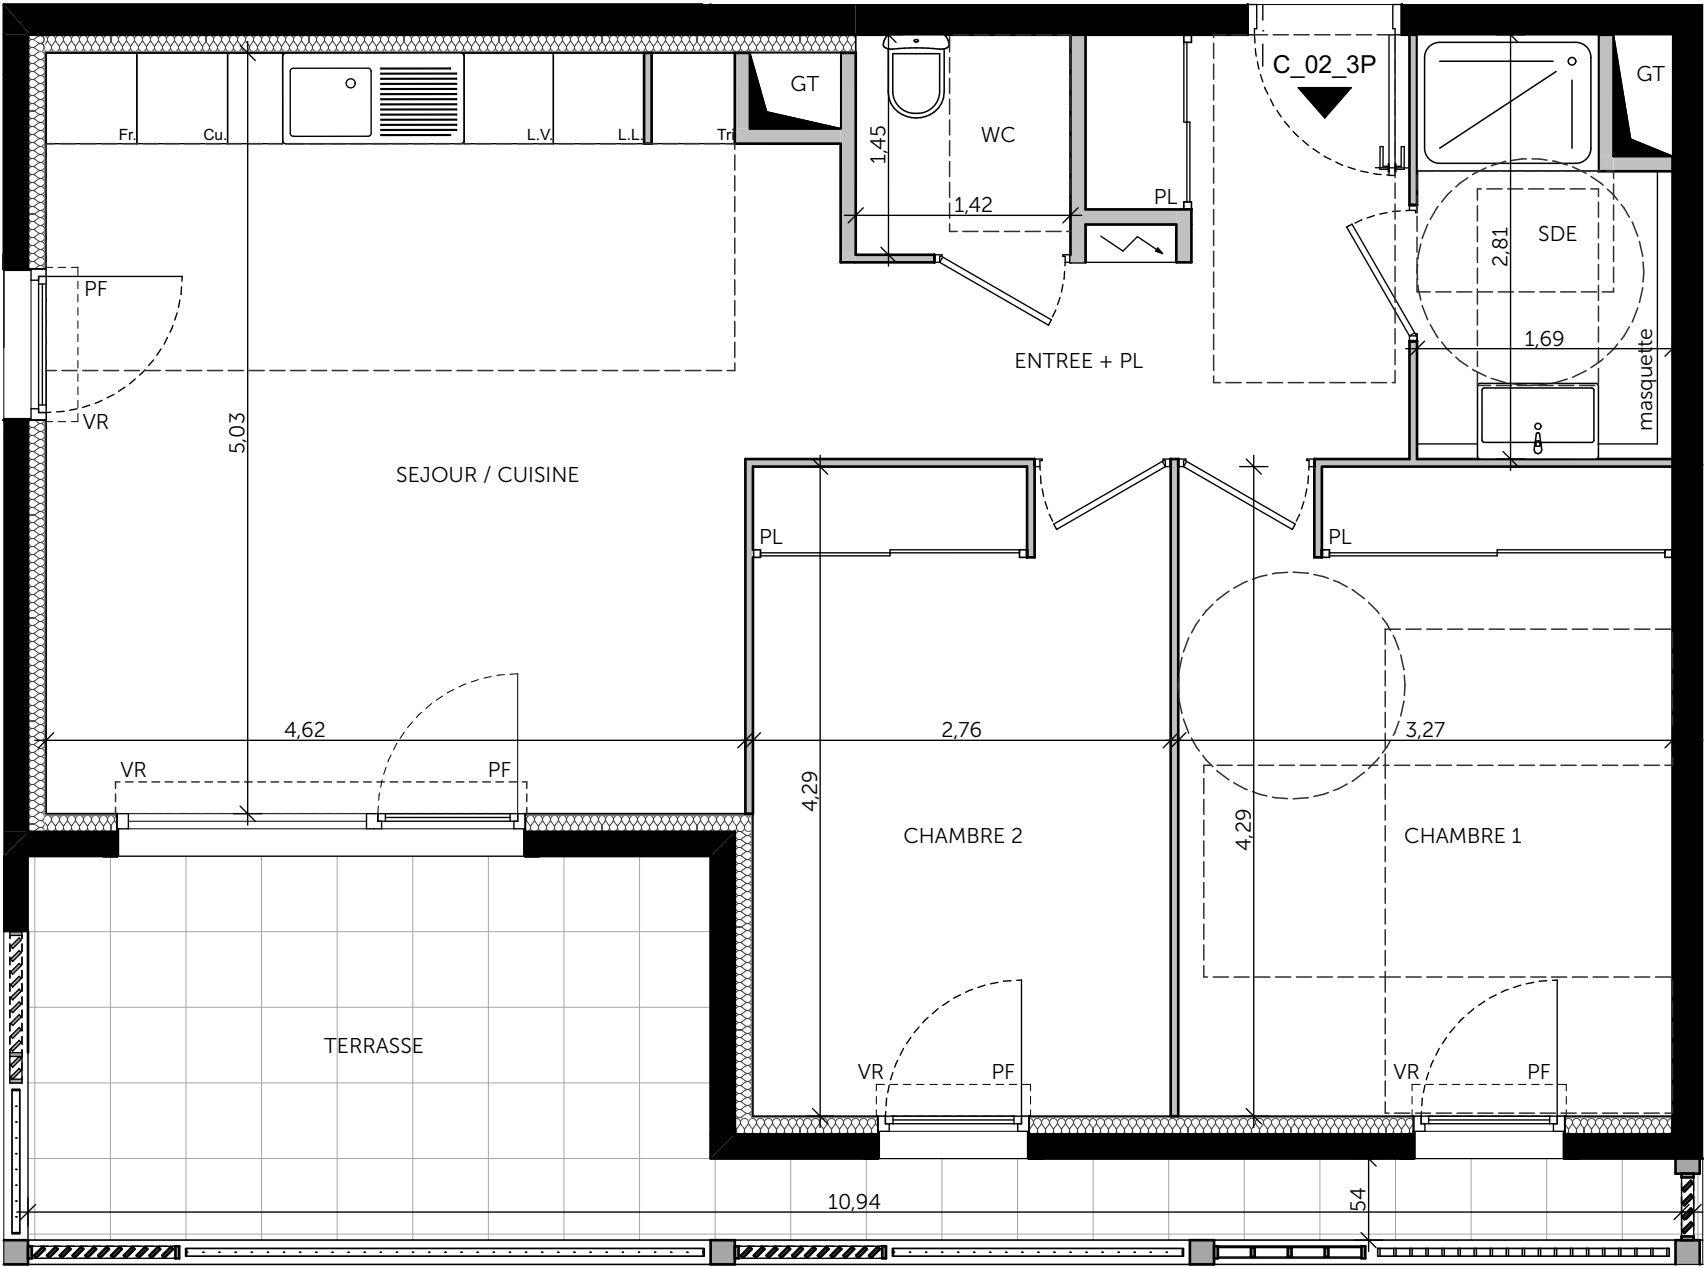 C_02_3P
GT
GT
Fr.
Cu.
L.V.
L.L.
Tri
1,45
WC
1,42
PL
SDE
2,81
1,69
masquette
PF
VR
ENTREE + PL
5,03
SEJOUR / CUISINE
PL
PL
4,62
2,76
3,27
VR
PF
4,29
4,29
CHAMBRE 2
CHAMBRE 1
TERRASSE
VR
PF
VR
PF
10,94
54